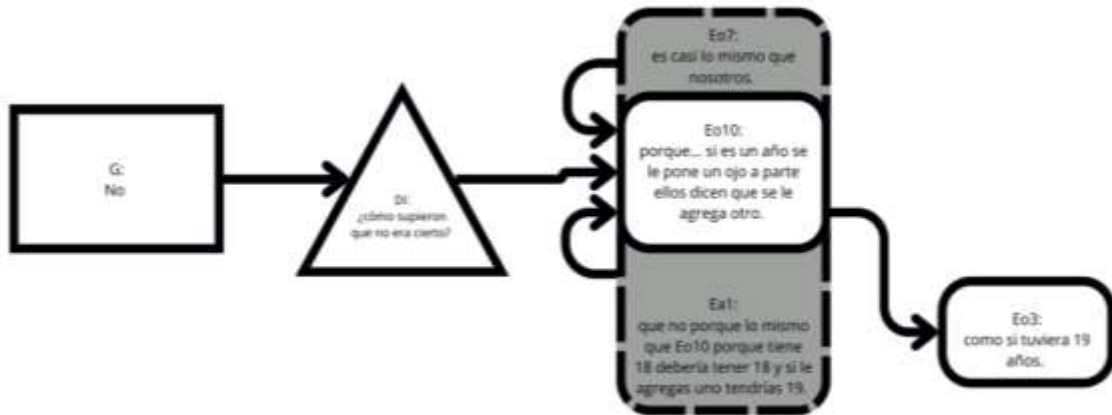 G:
No
DI:
¿cómo supieron
que no era cierto?
Eo7:
es casi lo mismo que
nosotros.
Eo10:
porque... si es un año se
le pone un ojo a parte
ellos dicen que se le
agrega otro.
Ea1:
que no porque lo mismo
que Eo10 porque tiene
18 debería tener 18 y si le
agregas uno tendrías 19.
Eo3:
como si tuviera 19
años.